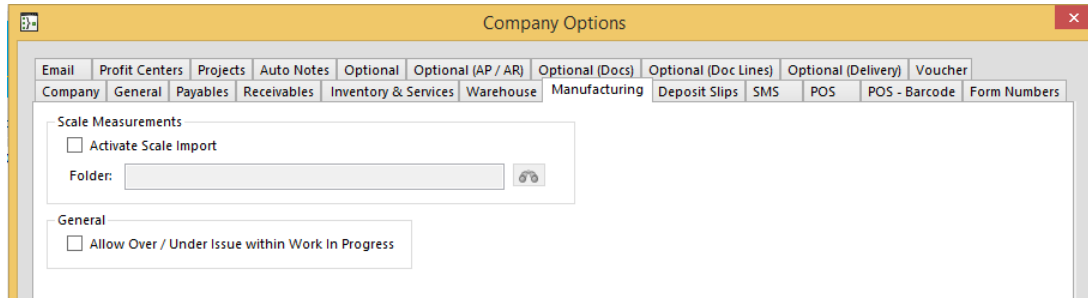 Company Options
Email Profit Centers Projects Auto Notes Optional Optional (AP / AR) Optional (Docs) Optional (Doc Lines) Optional (Delivery) Voucher
Company General Payables Receivables Inventory & Services Warehouse Manufacturing Deposit Slips SMS POS POS - Barcode Form Numbers
Scale Measurements
Activate Scale Import
Folder:
General
Allow Over / Under Issue within Work In Progress